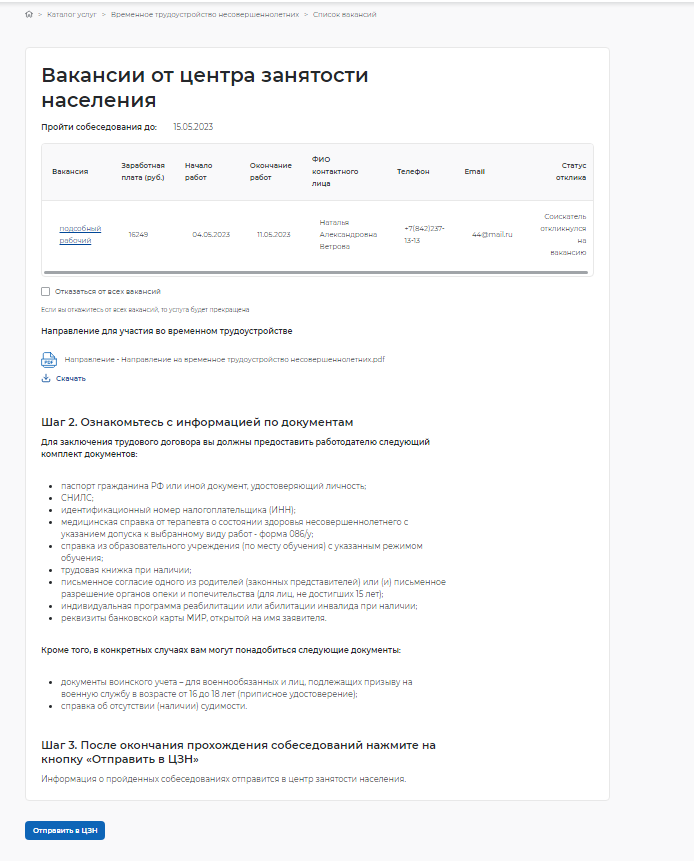 > Каталог услуг > Временное трудоустройство несовершеннолетних > Список вакансий
Вакансии от центра занятости
населения
Пройти собеседования до: 15.05.2023
Вакансия
Заработная
плата (руб.)
Начало
работ
Окончание
работ
ФИО
контактного
лица
Телефон
Email
Статус
отклика
подсобный
рабочий
16249
04.05.2023
11.05.2023
Наталья
Александровна
Ветрова
+7(842)237-
13-13
44@mail.ru
Соискатель
откликнулся
на
вакансию
Отказаться от всех вакансий
Если вы откажитесь от всех вакансий, то услуга будет прекращена
Направление для участия во временном трудоустройстве
PDF
Направление - Направление на временное трудоустройство несовершеннолетних.pdf
Скачать
Шаг 2. Ознакомьтесь с информацией по документам
Для заключения трудового договора вы должны предоставить работодателю следующий
комплект документов:
• паспорт гражданина РФ или иной документ, удостоверяющий личность;
• СНИЛС;
• идентификационный номер налогоплательщика (ИНН);
• медицинская справка от терапевта о состоянии здоровья несовершеннолетнего с
указанием допуска к выбранному виду работ - форма 086/у;
• справка из образовательного учреждения (по месту обучения) с указанным режимом
обучения;
• трудовая книжка при наличии;
• письменное согласие одного из родителей (законных представителей) или (и) письменное
разрешение органов опеки и попечительства (для лиц, не достигших 15 лет);
• индивидуальная программа реабилитации или абилитации инвалида при наличии;
• реквизиты банковской карты МИР, открытой на имя заявителя.
Кроме того, в конкретных случаях вам могут понадобиться следующие документы:
• документы воинского учета – для военнообязанных и лиц, подлежащих призыву на
военную службу в возрасте от 16 до 18 лет (приписное удостоверение);
• справка об отсутствии (наличии) судимости.
Шаг 3. После окончания прохождения собеседований нажмите на
кнопку «Отправить в ЦЗН»
Информация о пройденных собеседованиях отправится в центр занятости населения.
Отправить в ЦЗН